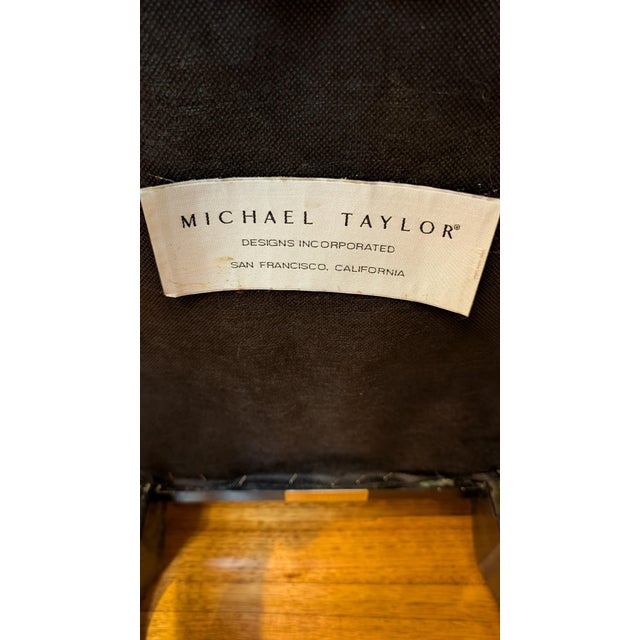 MICHAEL TAYLOR®
DESIGNS INCORPORATED
SAN FRANCISCO, CALIFORNIA